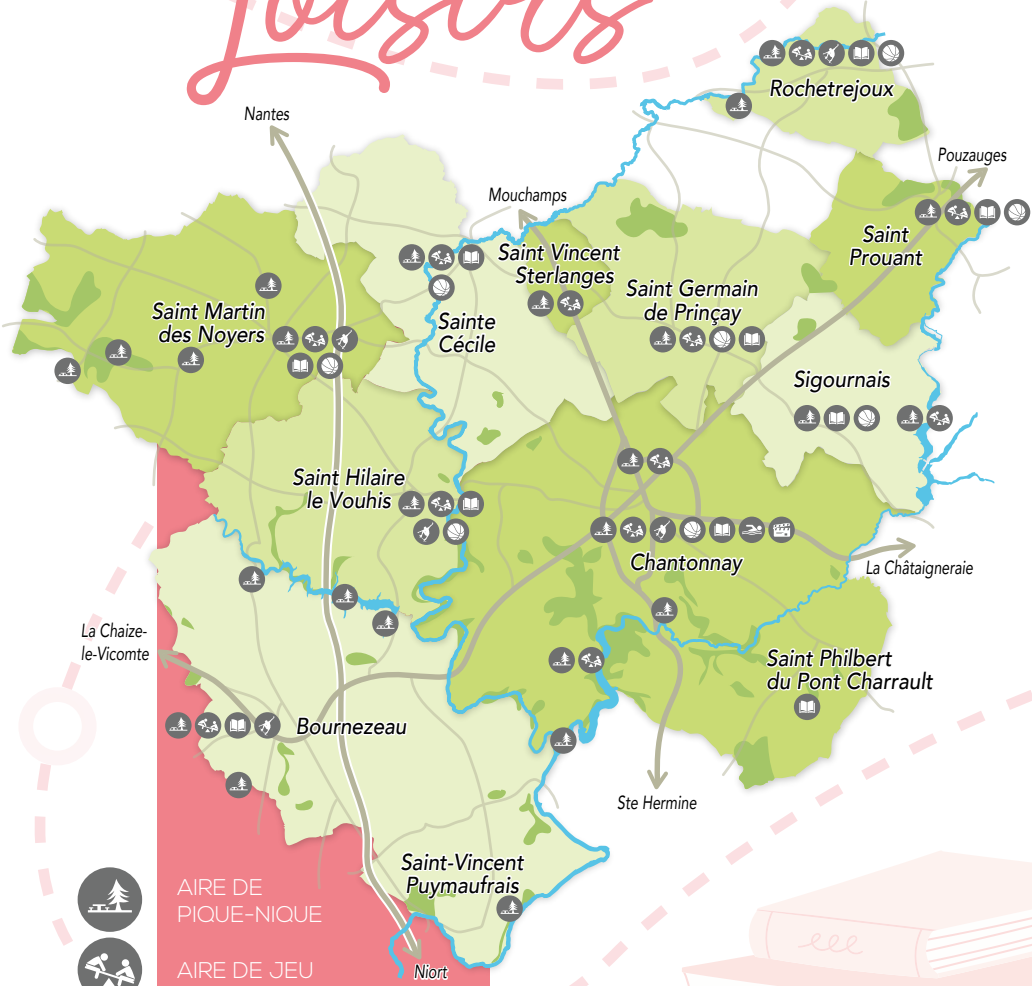 Loisirs
Nantes
Rochetrejoux
Pouzauges
Mouchamps
Saint
Prouant
Saint Vincent
Sterlanges
Saint Germain
de Prinçay
Saint Martin
des Noyers
Sainte
Cécile
Sigournais
Saint Hilaire
le Vouhis
Chantonnay
La Châtaigneraie
La Chaize-
le-Vicomte
Saint Philbert
du Pont Charrault
Bournezeau
Ste Hermine
Saint-Vincent
Puymaufrais
Niort
AIRE DE
PIQUE-NIQUE
AIRE DE JEU